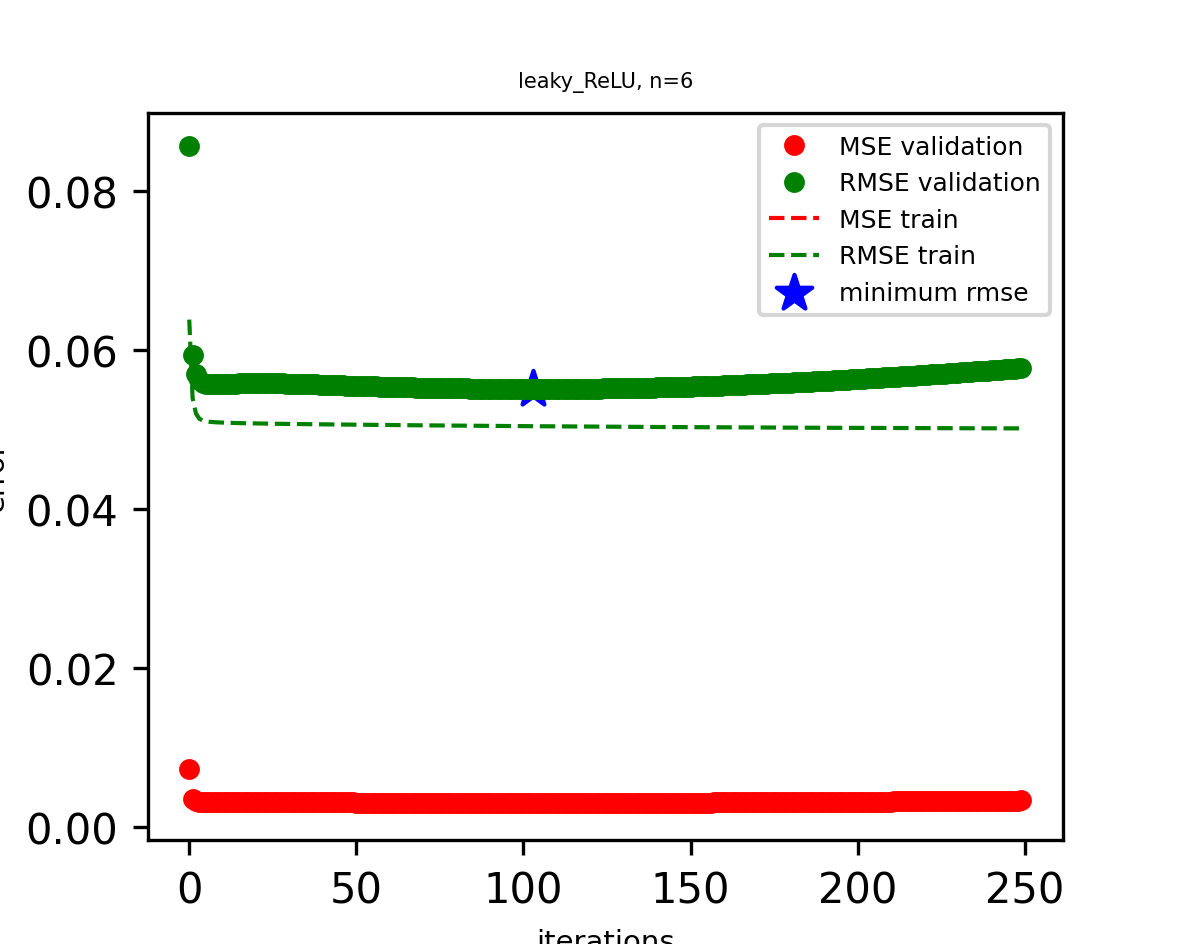 leaky_ReLU, n=6
MSE validation
RMSE validation
MSE train
RMSE train
minimum rmse
0.08
0.06
0.04
0.02
0.00
0 50 100 150 200 250
iterations